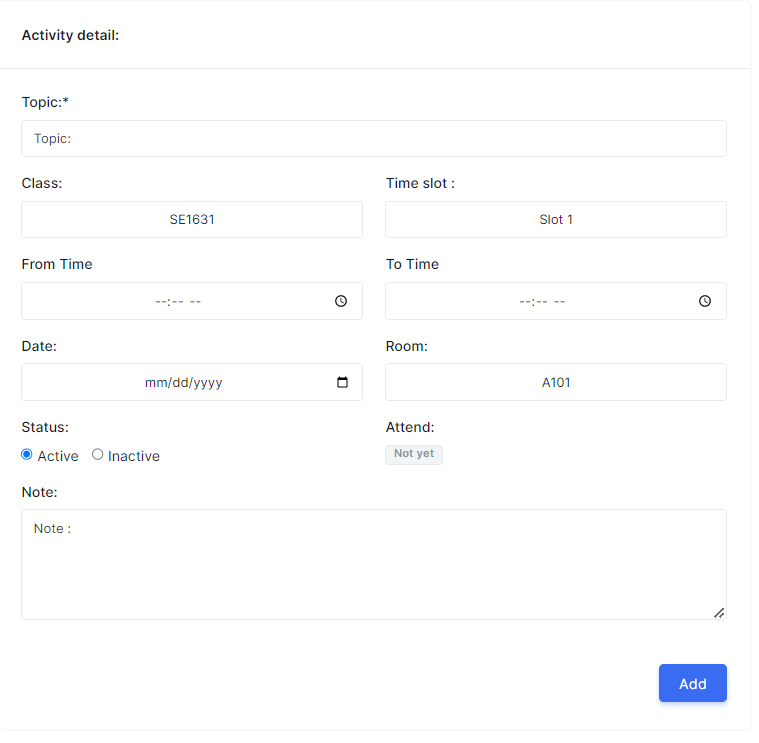 Activity detail:
Topic:*
Topic:
Class: Time slot :
SE1631 Slot 1
From Time To Time
--:-- -- --:-- --
Date: Room:
mm/dd/yyyy A101
Status: Attend:
Active Inactive Not yet
Note:
Note :
Add